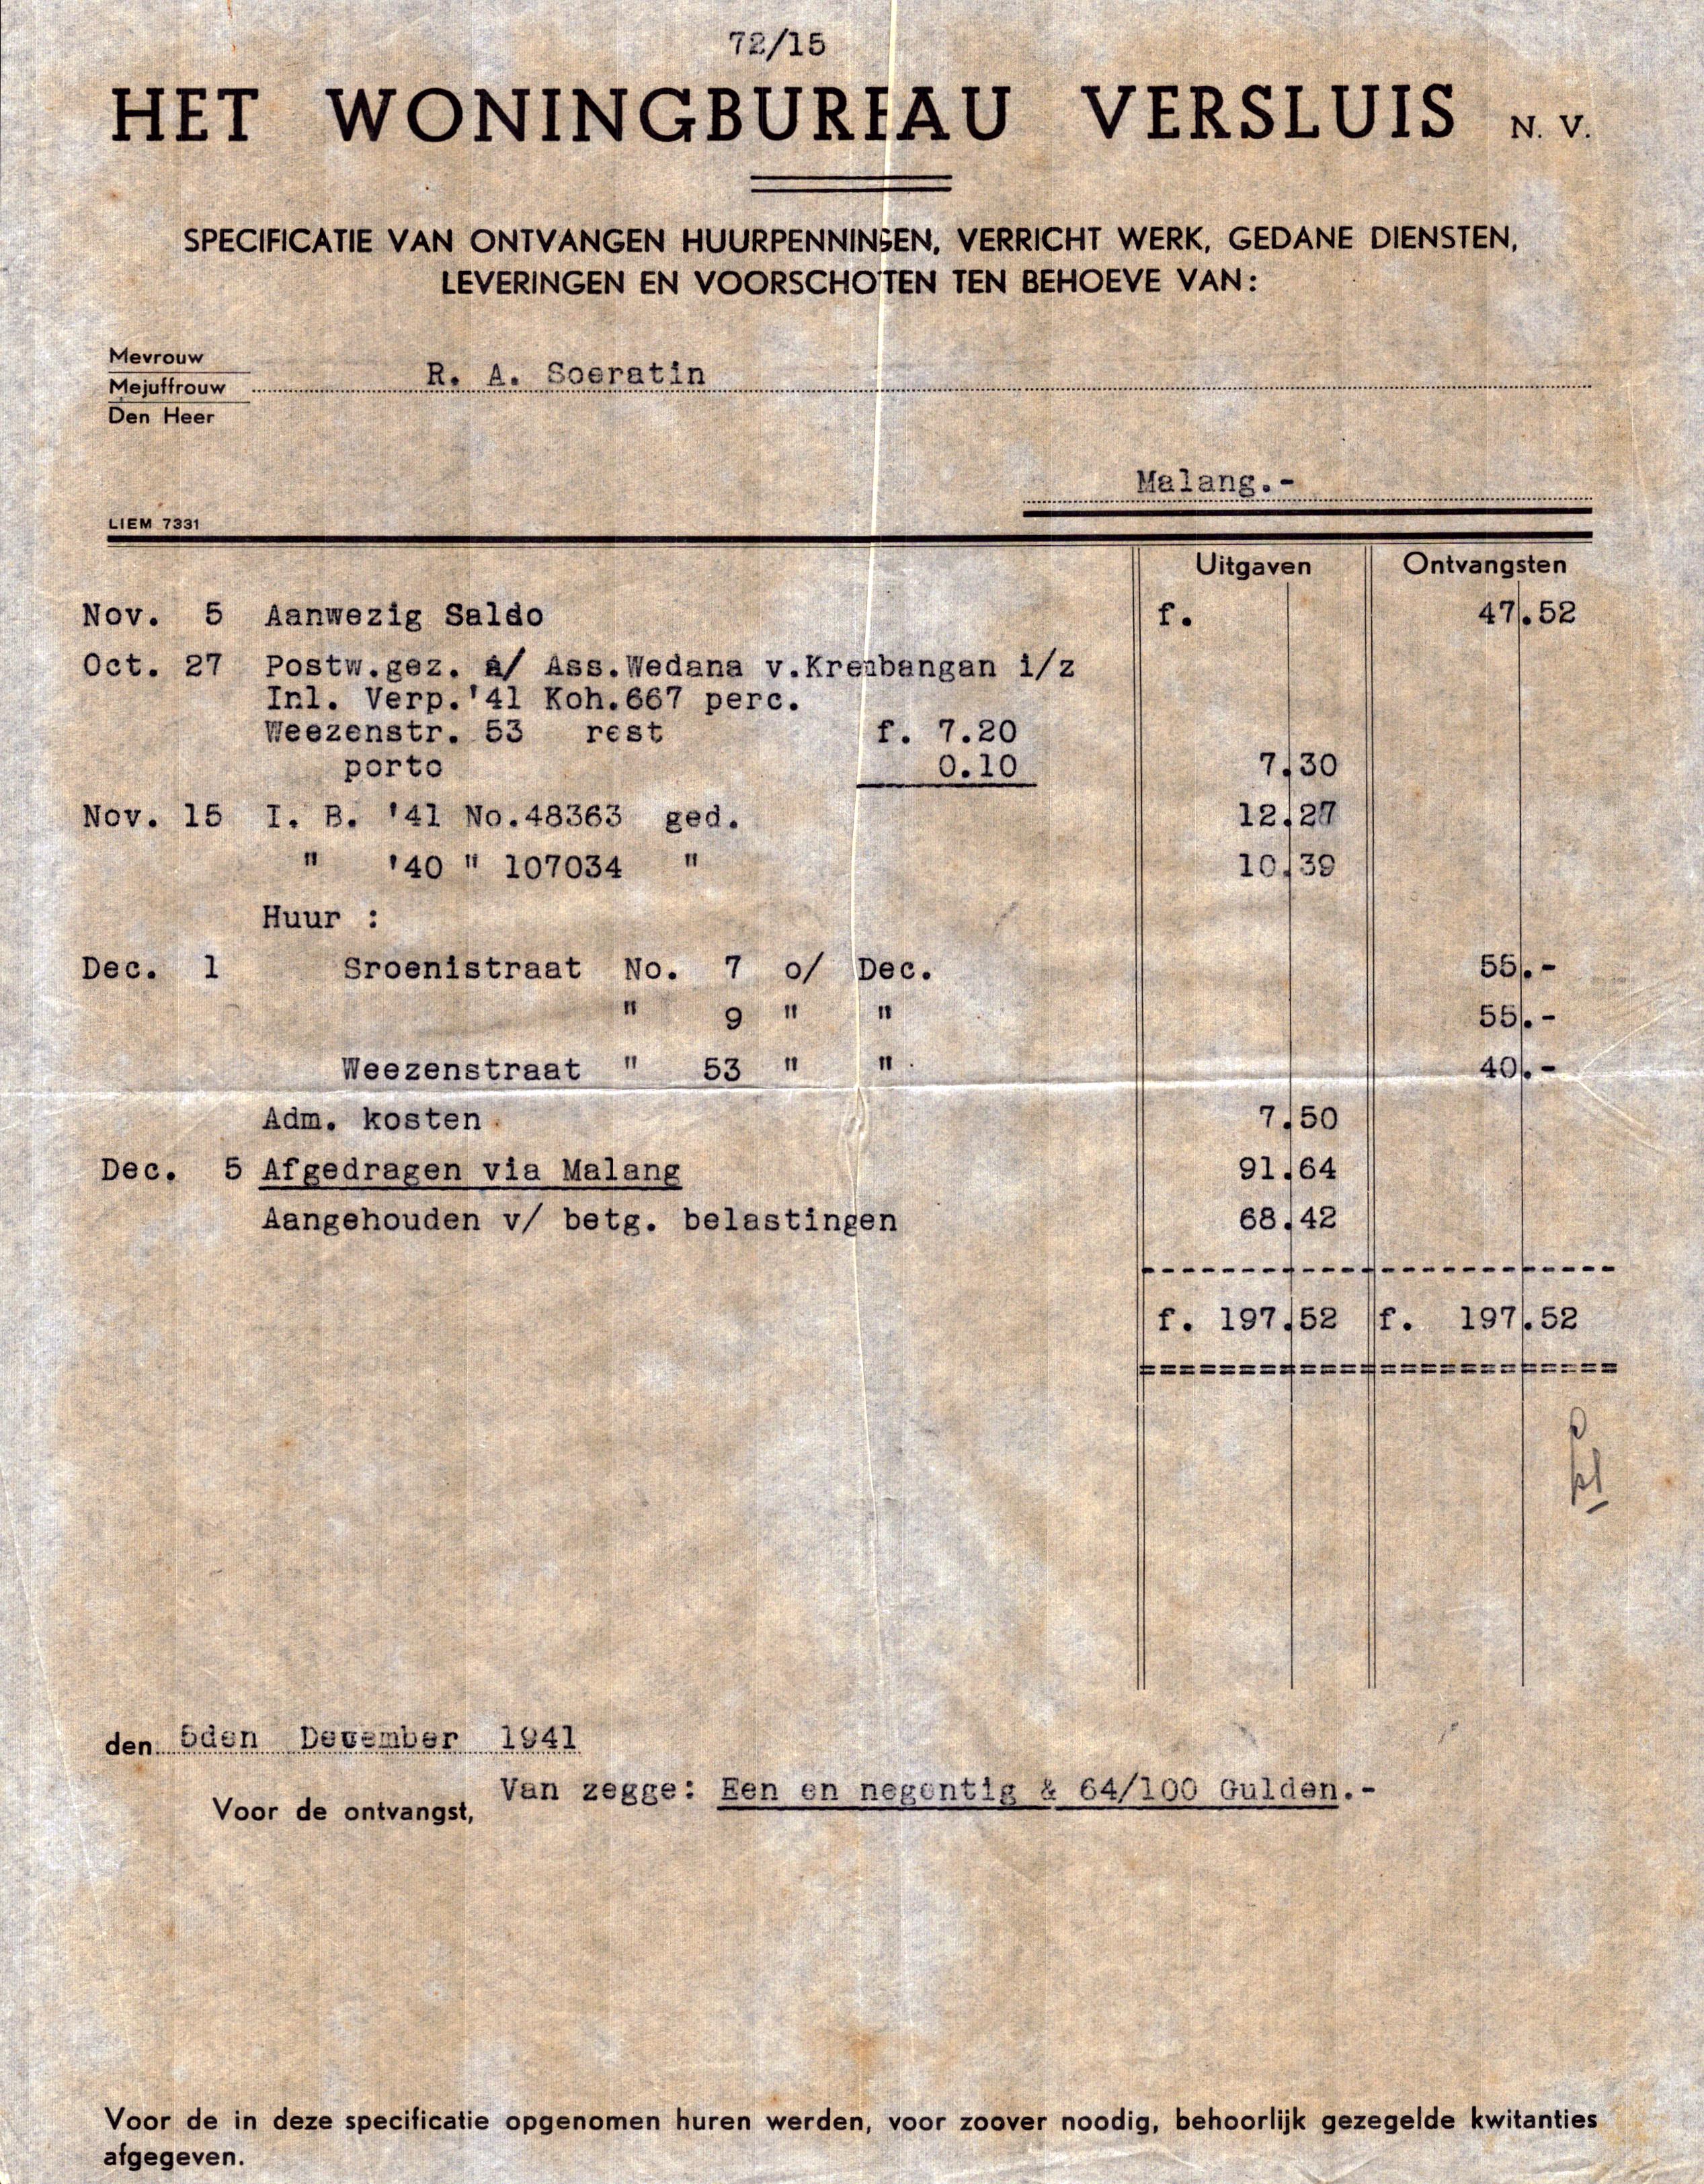 72/15
HET WONINGBUREAU VERSLUIS N. V.
SPECIFICATIE VAN ONTVANGEN HUURPENNINGEN, VERRICHT WERK, GEDANE DIENSTEN,
LEVERINGEN EN VOORSCHOTEN TEN BEHOEVE VAN:
Mevrouw
Mejuffrouw R. A. Soeratin
Den Heer
Malang.-
LIEM 7331
Uitgaven Ontvangsten
Nov. 5 Aanwezig Saldo f. 47.52
Oct. 27 Postw.gez. a/ Ass.Wedana v.Krembangan i/z
Inl. Verp.'41 Koh.667 perc.
Weezenstr. 53 rest f. 7.20
porto 0.10 7.30
Nov. 15 I. B. '41 No.48363 ged. 12.27
" '40 " 107034 " 10.39
Huur :
Dec. 1 Sroenistraat No. 7 o/ Dec. 55.-
" 9 " " 55.-
Weezenstraat " 53 " " 40.-
Adm. kosten 7.50
Dec. 5 Afgedragen via Malang 91.64
Aangehouden v/ betg. belastingen 68.42
f. 197.52 f. 197.52
den 5den December 1941
Van zegge: Een en negentig & 64/100 Gulden.-
Voor de ontvangst,
Voor de in deze specificatie opgenomen huren werden, voor zoover noodig, behoorlijk gezegelde kwitanties
afgegeven.